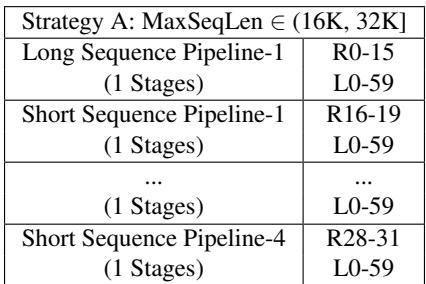 Strategy A: MaxSeqLen ∈ (16K, 32K]
Long Sequence Pipeline-1 R0-15
(1 Stages) L0-59
Short Sequence Pipeline-1 R16-19
(1 Stages) L0-59
... ...
(1 Stages) L0-59
Short Sequence Pipeline-4 R28-31
(1 Stages) L0-59